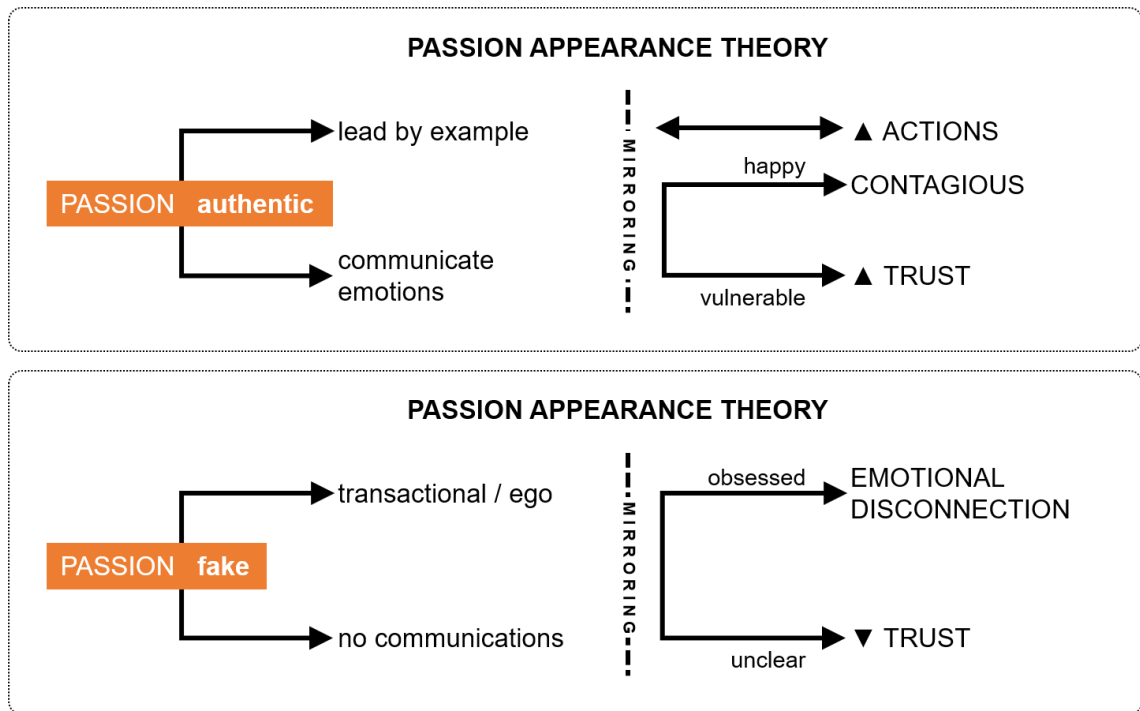 PASSION APPEARANCE THEORY
lead by example
PASSION authentic
communicate
emotions
MIRRORING
▲ ACTIONS
happy
CONTAGIOUS
▲ TRUST
vulnerable
PASSION APPEARANCE THEORY
transactional / ego
PASSION fake
no communications
MIRRORING
obsessed
EMOTIONAL
DISCONNECTION
▼ TRUST
unclear